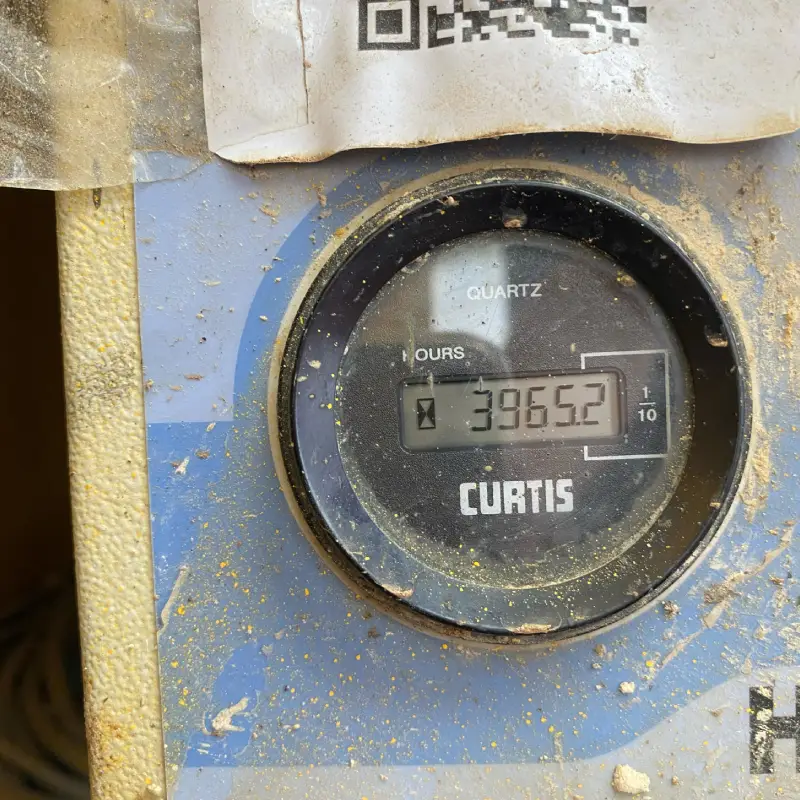 QUARTZ
HOURS
3965.2
1
10
CURTIS
H